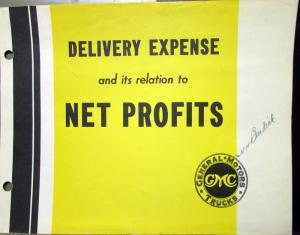 DELIVERY EXPENSE
and its relation to
NET PROFITS
GENERAL MOTORS
GMC
TRUCKS